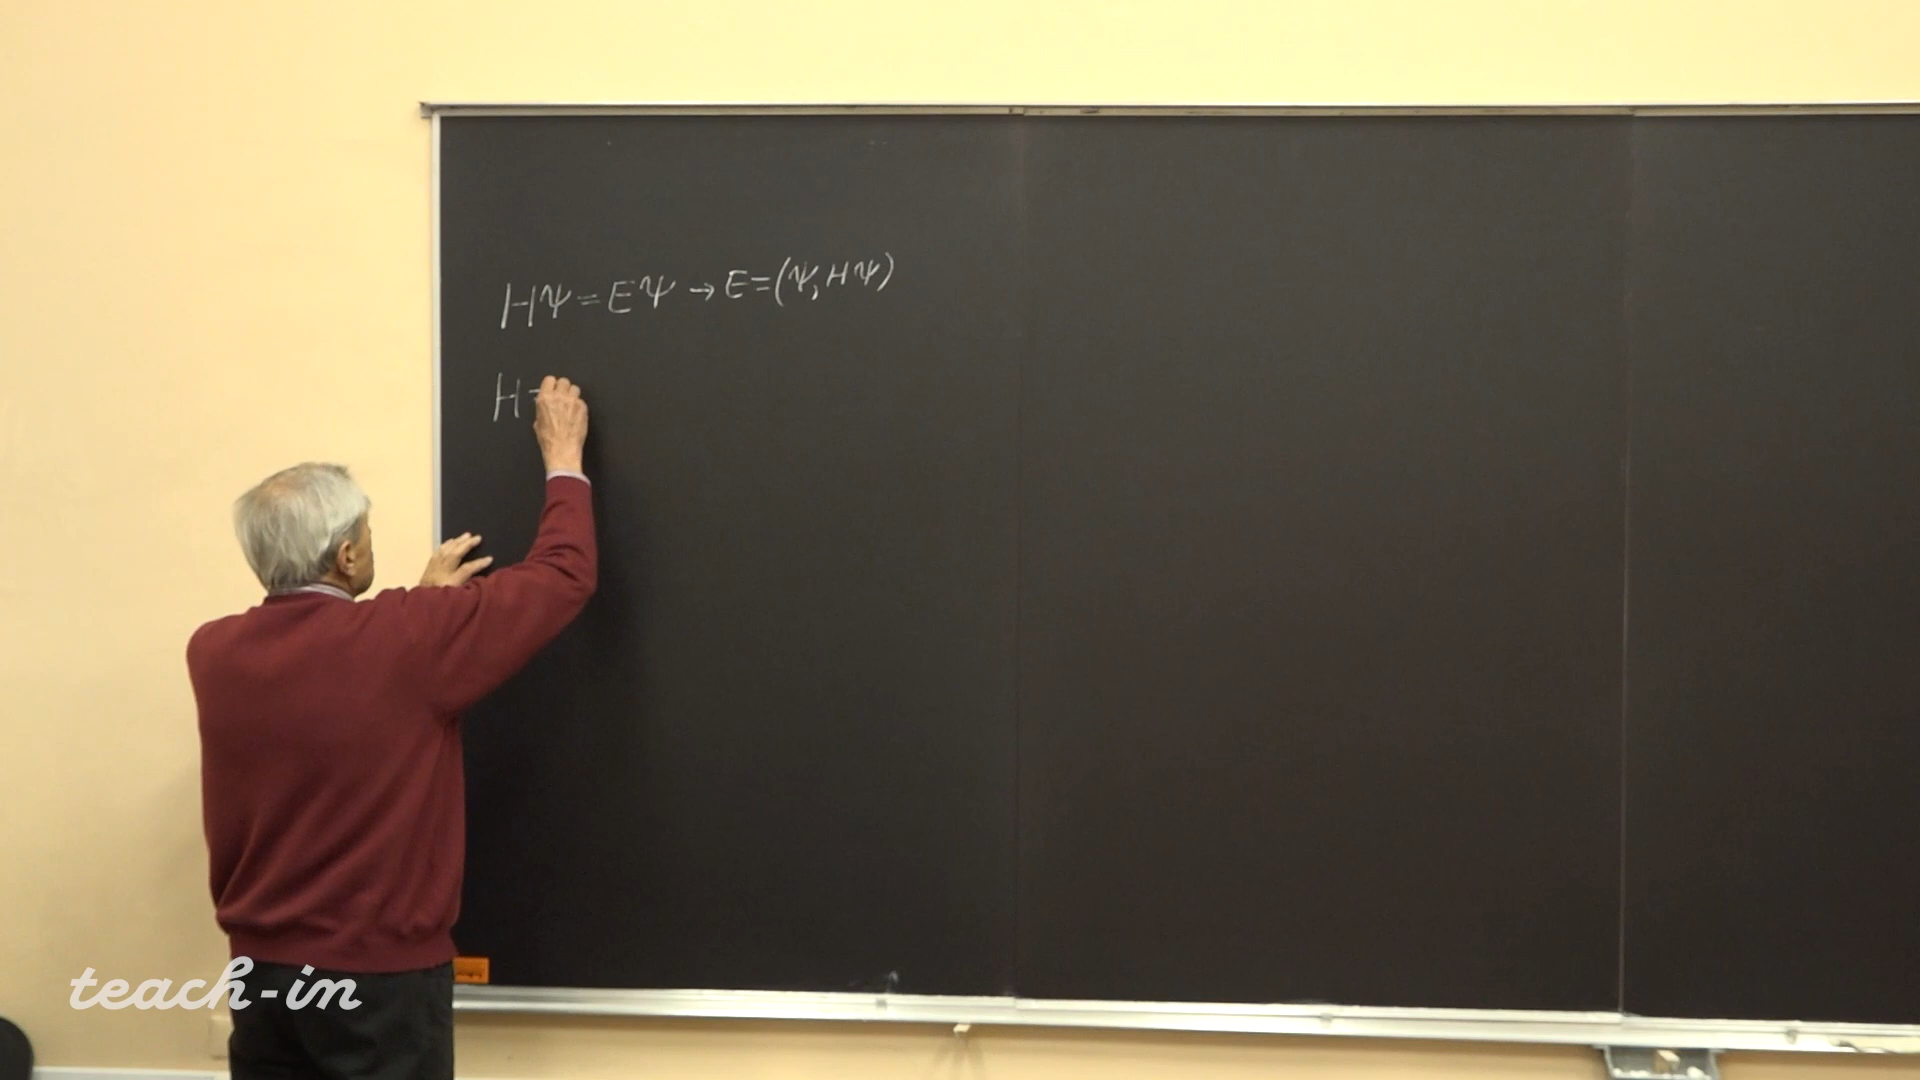 HΨ = EΨ → E = (Ψ, HΨ)
H =
teach-in